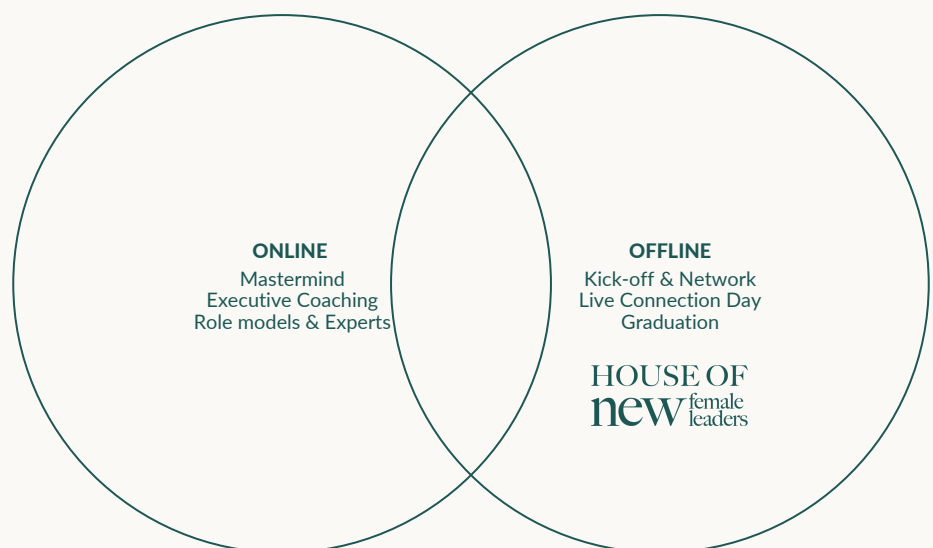 ONLINE
Mastermind
Executive Coaching
Role models & Experts
OFFLINE
Kick-off & Network
Live Connection Day
Graduation
HOUSE OF
new female
leaders